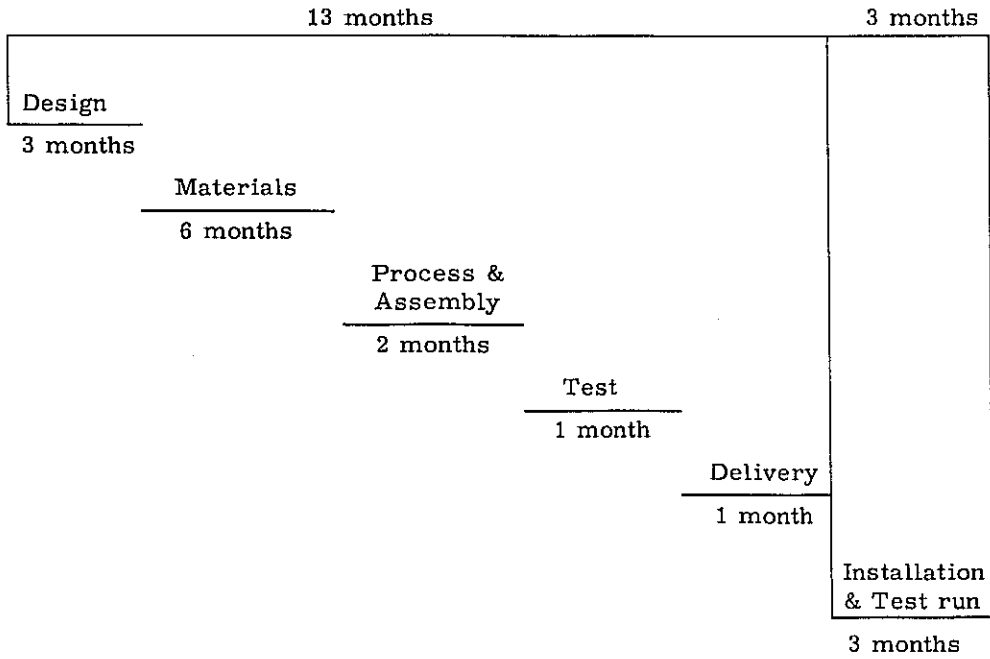 13 months
3 months
Design
3 months
Materials
6 months
Process &
Assembly
2 months
Test
1 month
Delivery
1 month
Installation
& Test run
3 months